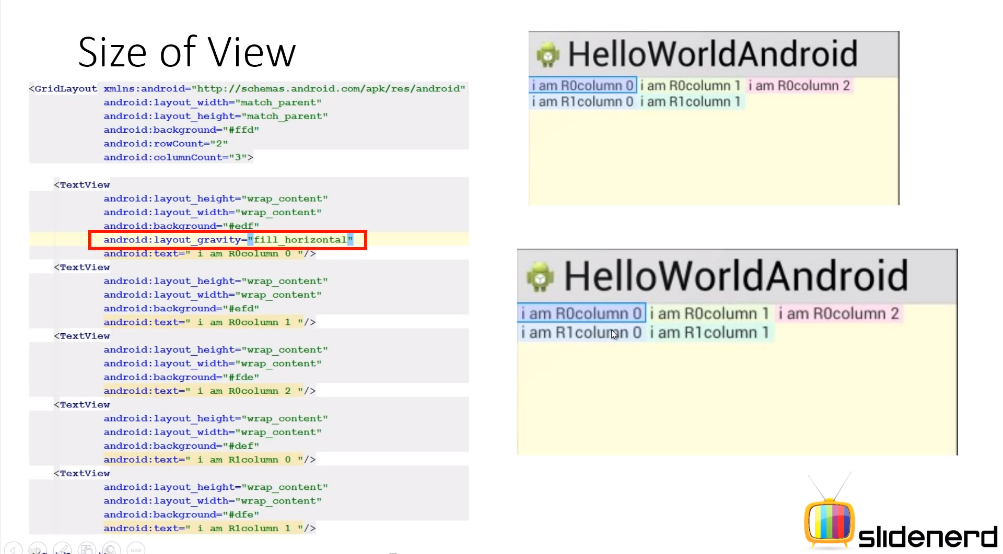 Size of View
<GridLayout xmlns:android="http://schemas.android.com/apk/res/android"
android:layout_width="match_parent"
android:layout_height="match_parent"
android:background="#ffd"
android:rowCount="2"
android:columnCount="3">
<TextView
android:layout_height="wrap_content"
android:layout_width="wrap_content"
android:background="#edf"
android:layout_gravity="fill_horizontal"
android:text=" i am R0column 0 "/>
<TextView
android:layout_height="wrap_content"
android:layout_width="wrap_content"
android:background="#efd"
android:text=" i am R0column 1 "/>
<TextView
android:layout_height="wrap_content"
android:layout_width="wrap_content"
android:background="#fde"
android:text=" i am R0column 2 "/>
<TextView
android:layout_height="wrap_content"
android:layout_width="wrap_content"
android:background="#def"
android:text=" i am R1column 0 "/>
<TextView
android:layout_height="wrap_content"
android:layout_width="wrap_content"
android:background="#dfe"
android:text=" i am R1column 1 "/>
HelloWorldAndroid
i am R0column 0 i am R0column 1 i am R0column 2
i am R1column 0 i am R1column 1
HelloWorldAndroid
i am R0column 0 i am R0column 1 i am R0column 2
i am R1column 0 i am R1column 1
slidenerd